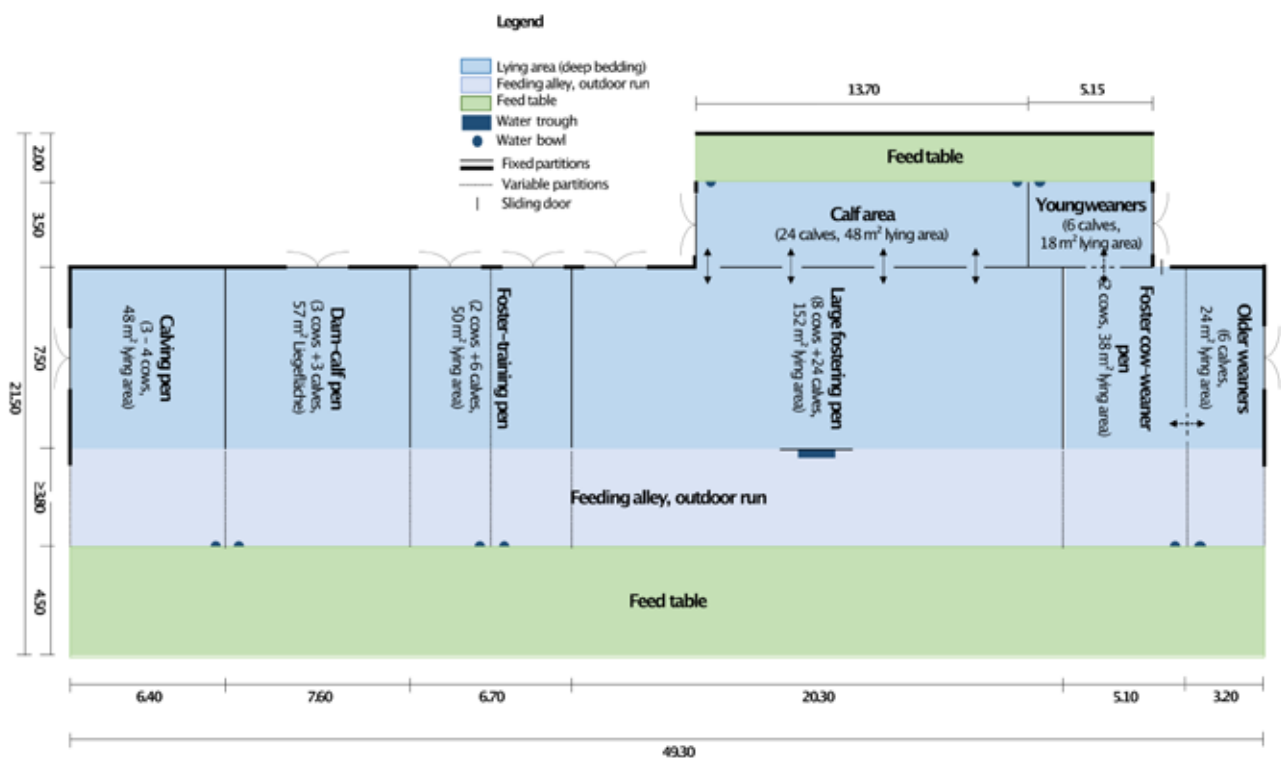 Legend
Lying area (deep bedding)
Feeding alley, outdoor run
Feed table
Water trough
Water bowl
Fixed partitions
Variable partitions
Sliding door
13.70
5.15
2.00
3.50
7.50
≥3.80
4.50
21.50
Feed table
Calf area
(24 calves, 48 m² lying area)
Young weaners
(6 calves,
18 m² lying area)
Calving pen
(3 – 4 cows,
48 m² lying area)
Dam-calf pen
(3 cows +3 calves,
57 m² Liegefläche)
Foster-training pen
(2 cows +6 calves,
50 m² lying area)
Large fostering pen
(8 cows +24 calves,
152 m² lying area)
Foster cow-weaner
pen
(2 cows, 38 m² lying area)
Older weaners
(6 calves,
24 m² lying area)
Feeding alley, outdoor run
Feed table
6.40
7.60
6.70
20.30
5.10
3.20
49.30